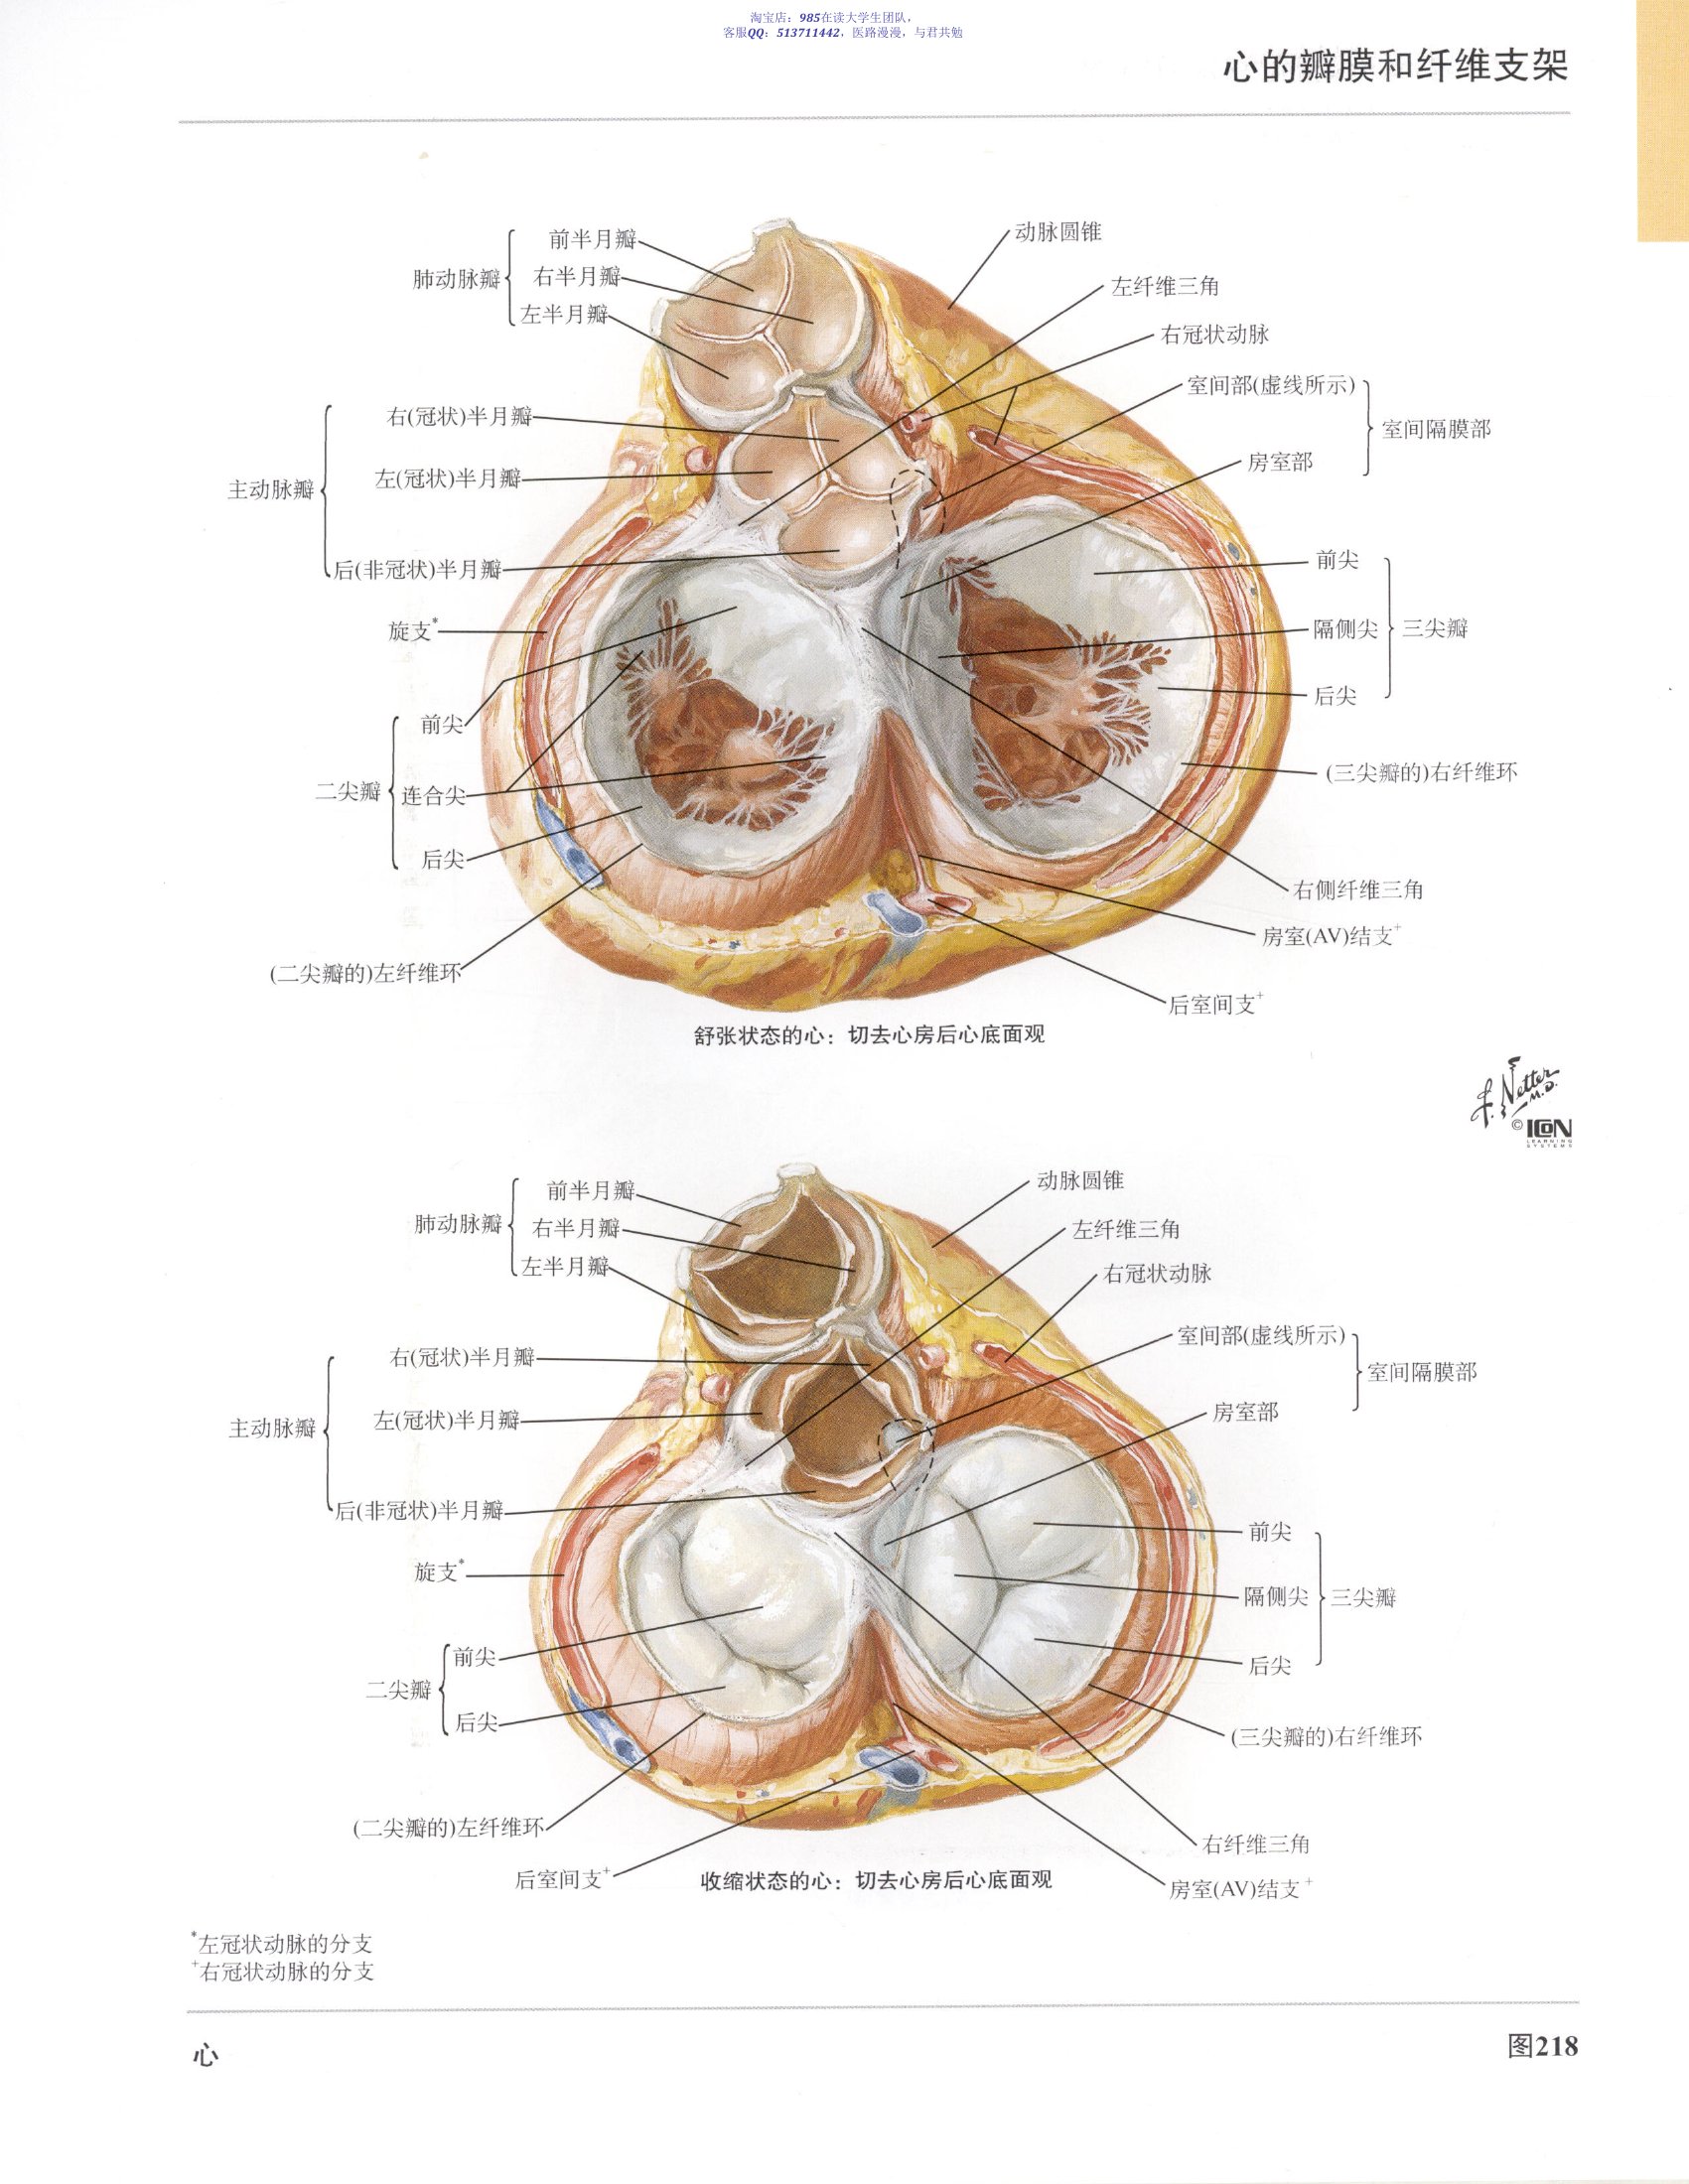 淘宝店：985在读大学生团队，
客服QQ：513711442，医路漫漫，与君共勉
心的瓣膜和纤维支架
前半月瓣
肺动脉瓣
右半月瓣
左半月瓣
右(冠状)半月瓣
左(冠状)半月瓣
主动脉瓣
后(非冠状)半月瓣
旋支*
前尖
二尖瓣
连合尖
后尖
(二尖瓣的)左纤维环
动脉圆锥
左纤维三角
右冠状动脉
室间部(虚线所示)
室间隔膜部
房室部
前尖
隔侧尖
三尖瓣
后尖
(三尖瓣的)右纤维环
右侧纤维三角
房室(AV)结支+
后室间支+
舒张状态的心：切去心房后心底面观
F. Netter M.D.
© ICON
LEARNING SYSTEMS
前半月瓣
肺动脉瓣
右半月瓣
左半月瓣
右(冠状)半月瓣
左(冠状)半月瓣
主动脉瓣
后(非冠状)半月瓣
旋支*
前尖
二尖瓣
后尖
(二尖瓣的)左纤维环
后室间支+
动脉圆锥
左纤维三角
右冠状动脉
室间部(虚线所示)
室间隔膜部
房室部
前尖
隔侧尖
三尖瓣
后尖
(三尖瓣的)右纤维环
右纤维三角
房室(AV)结支+
收缩状态的心：切去心房后心底面观
*左冠状动脉的分支
+右冠状动脉的分支
心
图218